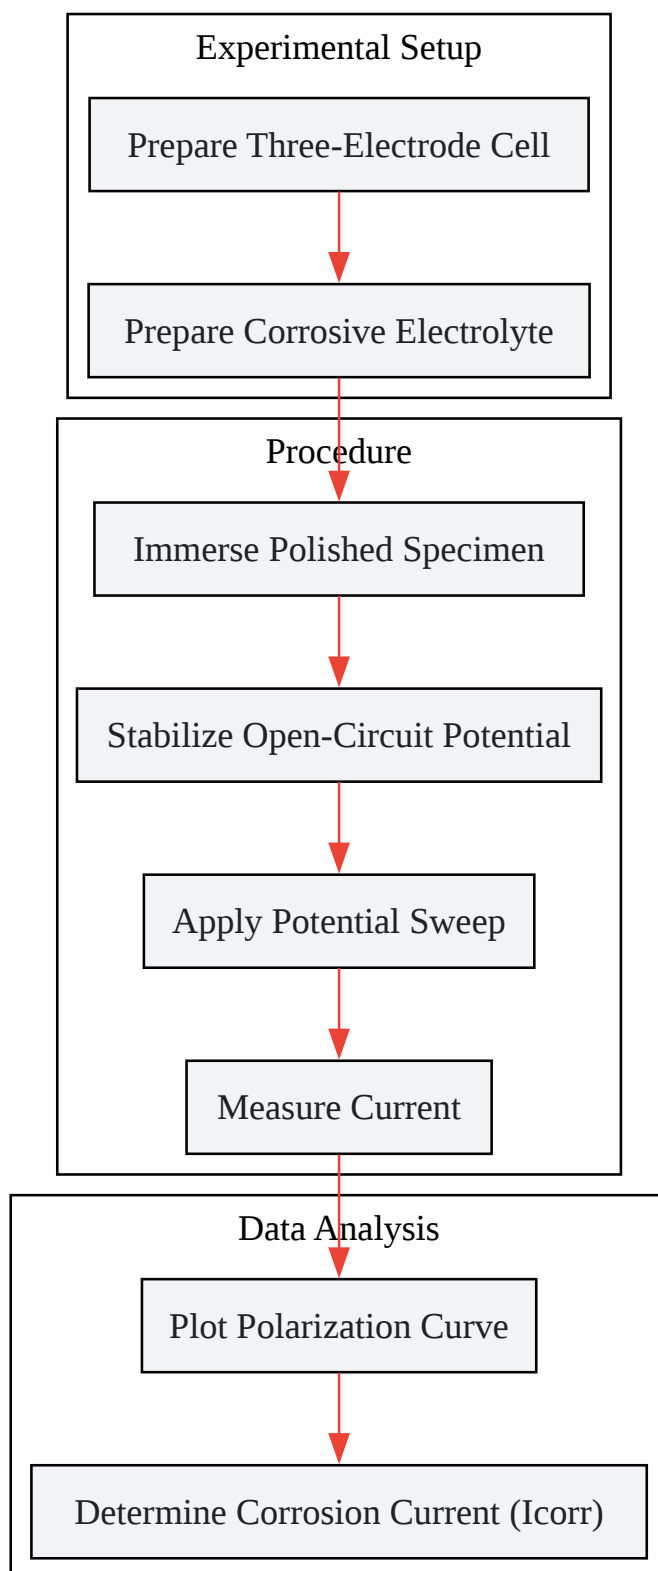 Experimental Setup
Prepare Three-Electrode Cell
Prepare Corrosive Electrolyte
Procedure
Immerse Polished Specimen
Stabilize Open-Circuit Potential
Apply Potential Sweep
Measure Current
Data Analysis
Plot Polarization Curve
Determine Corrosion Current (Icorr)